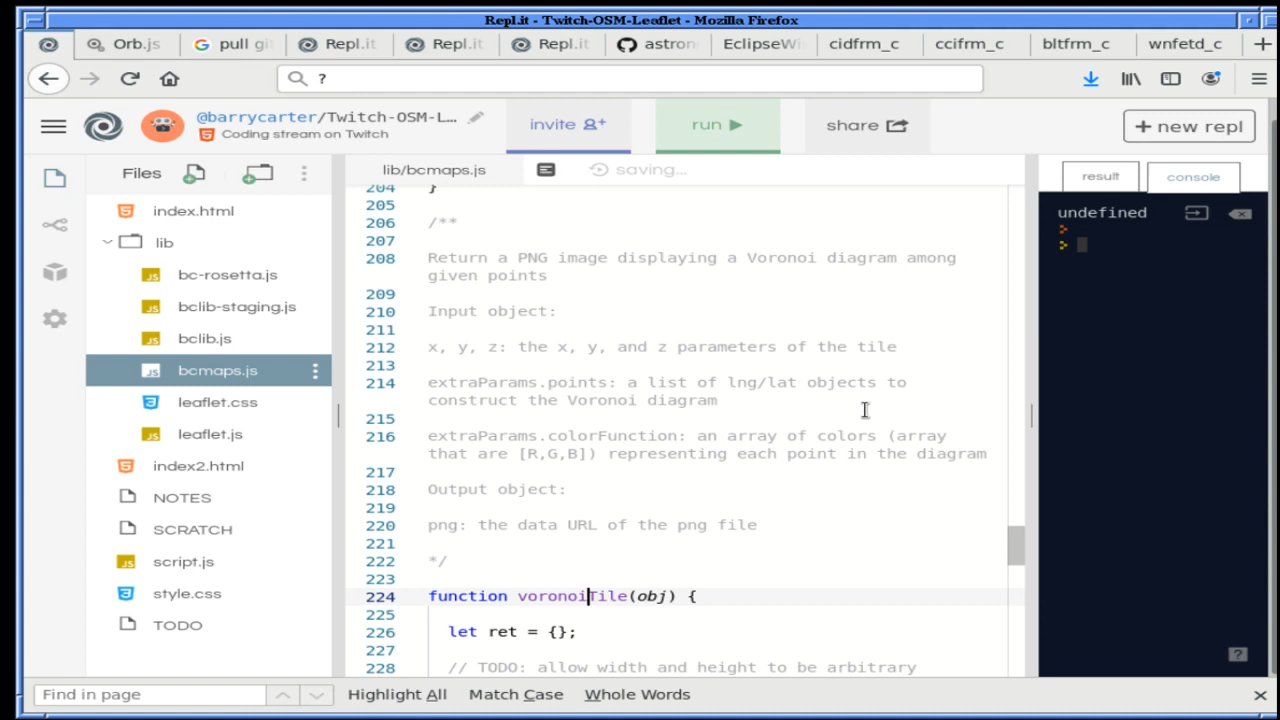 Repl.it - Twitch-OSM-Leaflet - Mozilla Firefox
Orb.js
pull gi
Repl.it
Repl.it
Repl.it
astron
EclipseWi
cidfrm_c
ccifrm_c
bltfrm_c
wnfetd_c
?
@barrycarter/Twitch-OSM-L...
Coding stream on Twitch
invite
run
share
+ new repl
Files
index.html
lib
bc-rosetta.js
bclib-staging.js
bclib.js
bcmaps.js
leaflet.css
leaflet.js
index2.html
NOTES
SCRATCH
script.js
style.css
TODO
lib/bcmaps.js
saving...
204 }
205
206 /**
207
208 Return a PNG image displaying a Voronoi diagram among
given points
209
210 Input object:
211
212 x, y, z: the x, y, and z parameters of the tile
213
214 extraParams.points: a list of lng/lat objects to
construct the Voronoi diagram
215
216 extraParams.colorFunction: an array of colors (array
that are [R,G,B]) representing each point in the diagram
217
218 Output object:
219
220 png: the data URL of the png file
221
222 */
223
224 function voronoiTile(obj) {
225
226 let ret = {};
227
228 // TODO: allow width and height to be arbitrary
result
console
undefined
>
>
?
Find in page
Highlight All
Match Case
Whole Words